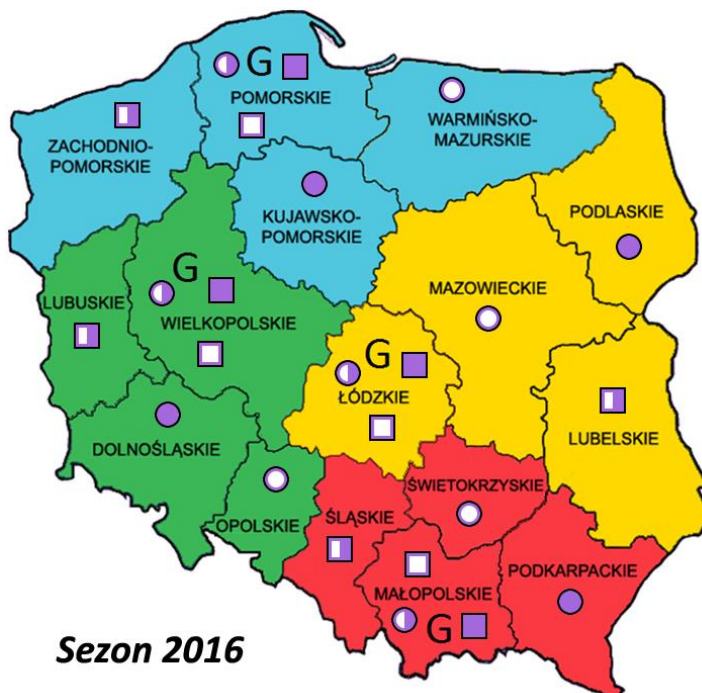 G
POMORSKIE
WARMIŃSKO-
MAZURSKIE
ZACHODNIO-
POMORSKIE
KUJAWSKO-
POMORSKIE
PODLASKIE
G
LUBUSKIE
WIELKOPOLSKIE
MAZOWIECKIE
G
ŁÓDZKIE
DOLNOŚLĄSKIE
LUBELSKIE
OPOLSKIE
ŚLĄSKIE
ŚWIĘTOKRZYSKIE
MAŁOPOLSKIE
G
PODKARPACKIE
Sezon 2016